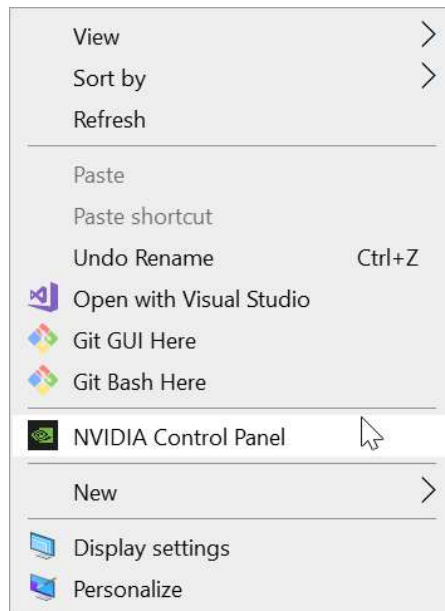 View
Sort by
Refresh
Paste
Paste shortcut
Undo Rename Ctrl+Z
Open with Visual Studio
Git GUI Here
Git Bash Here
NVIDIA Control Panel
New
Display settings
Personalize